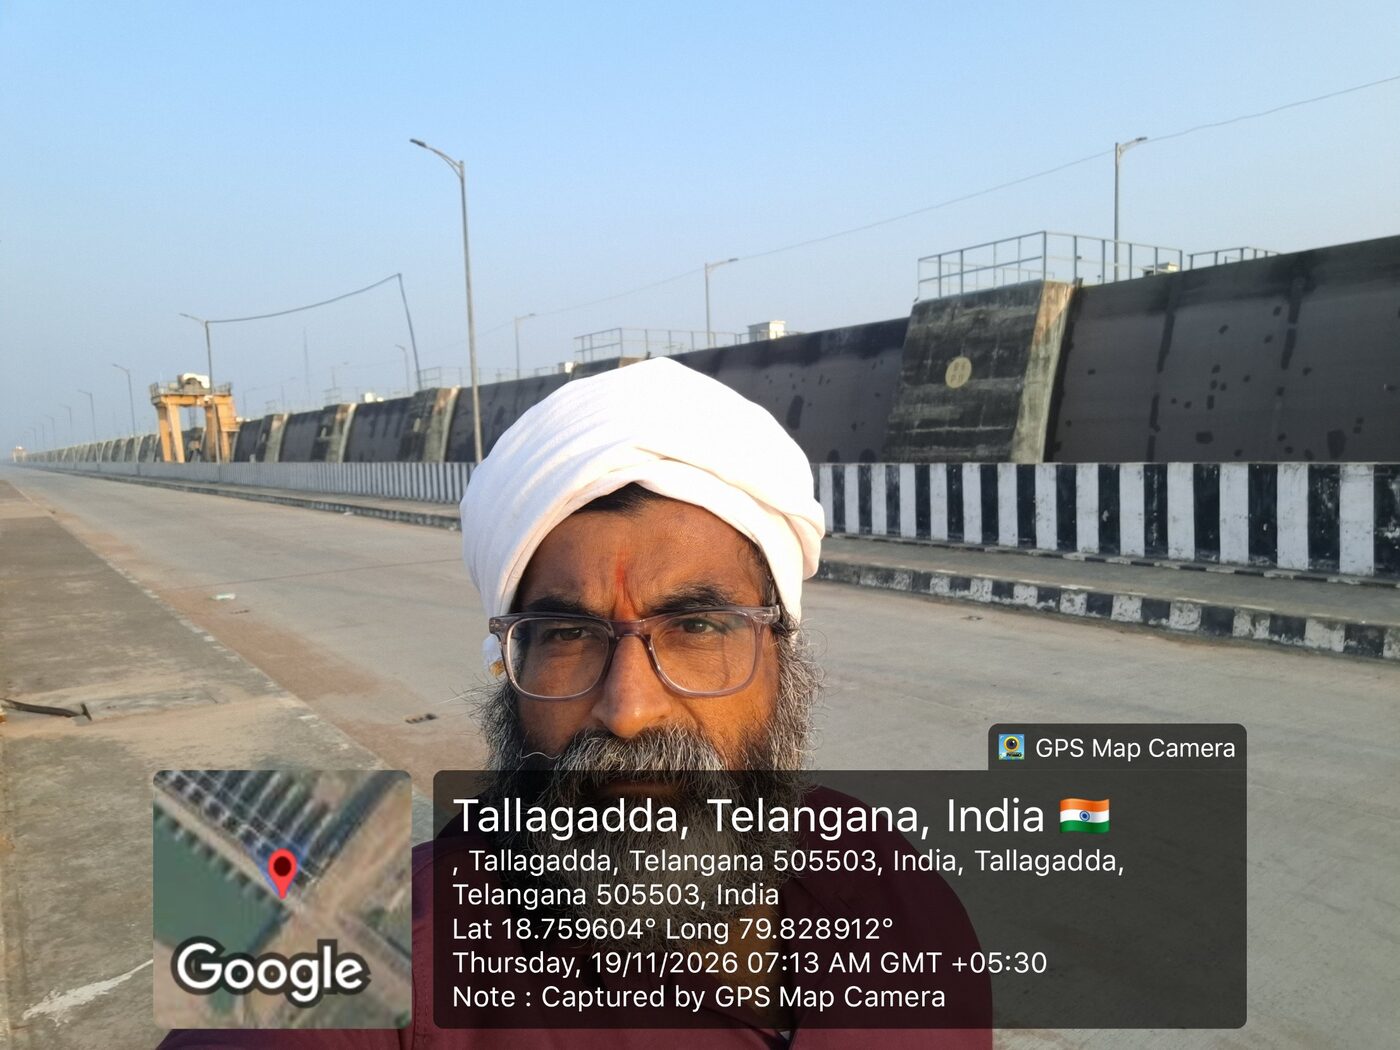 GPS Map Camera
Tallagadda, Telangana, India 🇮🇳
, Tallagadda, Telangana 505503, India, Tallagadda,
Telangana 505503, India
Lat 18.759604° Long 79.828912°
Thursday, 19/11/2026 07:13 AM GMT +05:30
Note : Captured by GPS Map Camera
Google